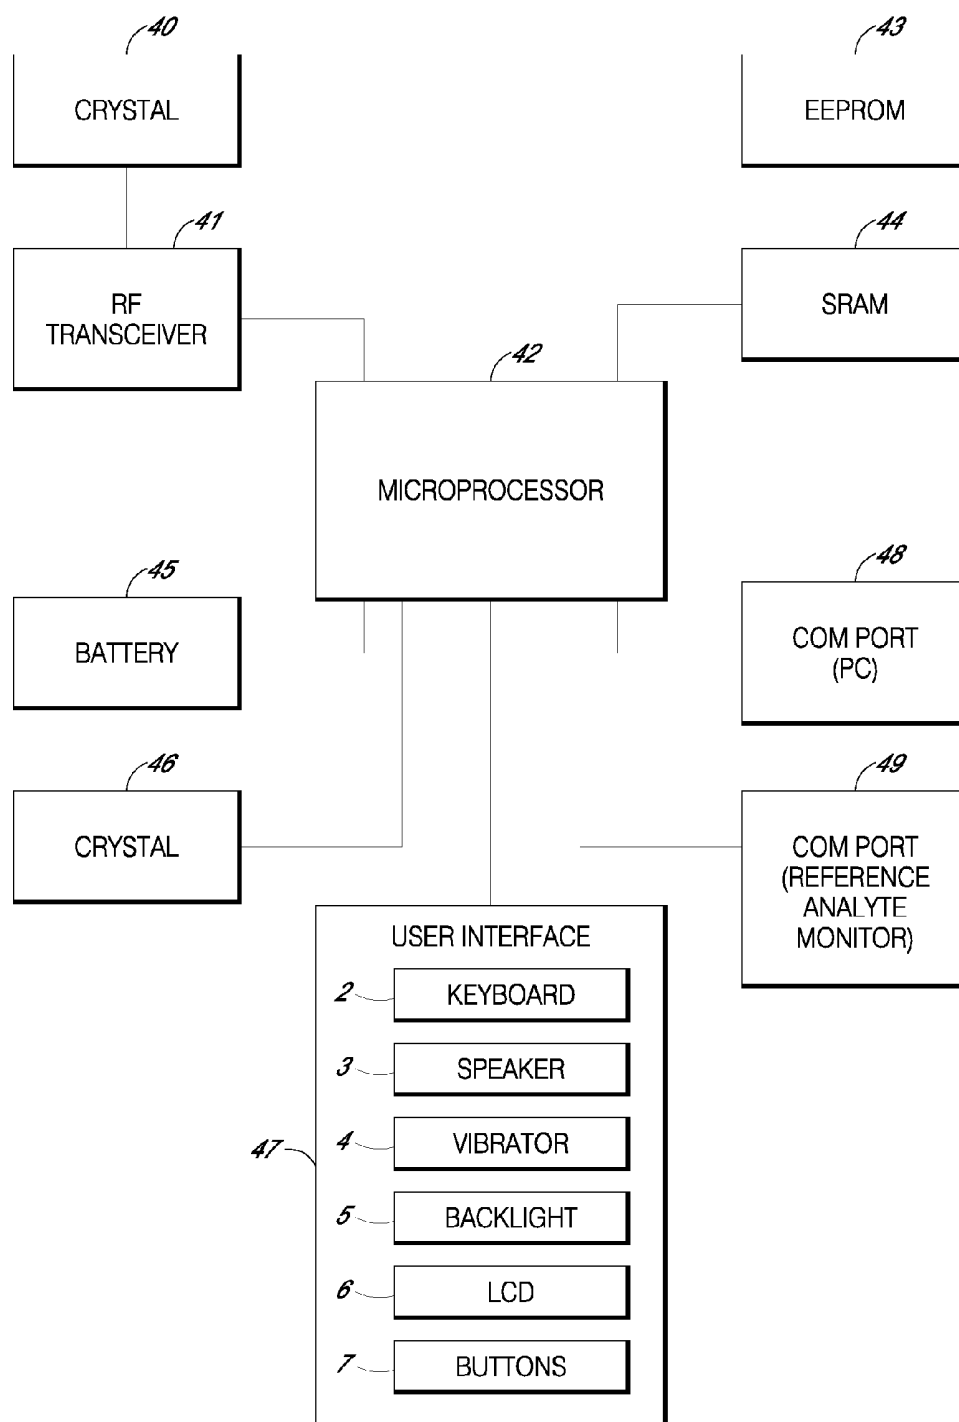 40
CRYSTAL
43
EEPROM
41
RF
TRANSCEIVER
44
SRAM
42
MICROPROCESSOR
45
BATTERY
48
COM PORT
(PC)
46
CRYSTAL
49
COM PORT
(REFERENCE
ANALYTE
MONITOR)
47
USER INTERFACE
2
KEYBOARD
3
SPEAKER
4
VIBRATOR
5
BACKLIGHT
6
LCD
7
BUTTONS